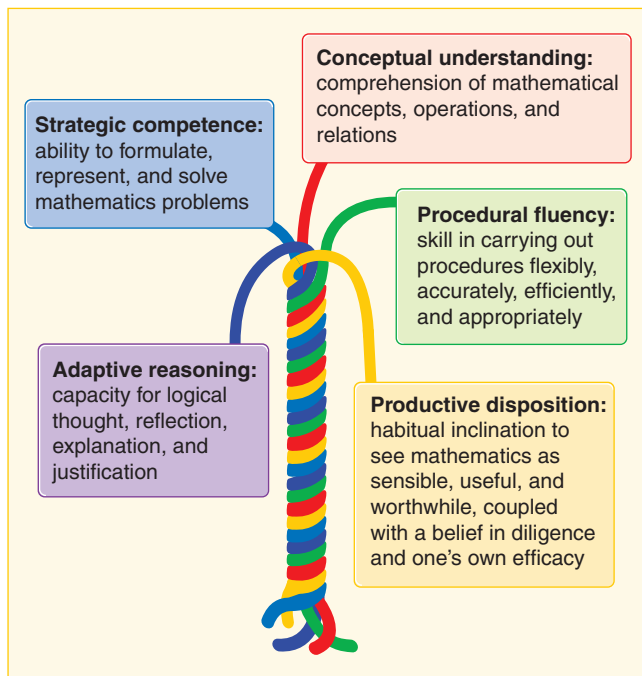 Conceptual understanding:
comprehension of mathematical
concepts, operations, and
relations
Strategic competence:
ability to formulate,
represent, and solve
mathematics problems
Procedural fluency:
skill in carrying out
procedures flexibly,
accurately, efficiently,
and appropriately
Adaptive reasoning:
capacity for logical
thought, reflection,
explanation, and
justification
Productive disposition:
habitual inclination to
see mathematics as
sensible, useful, and
worthwhile, coupled
with a belief in diligence
and one's own efficacy